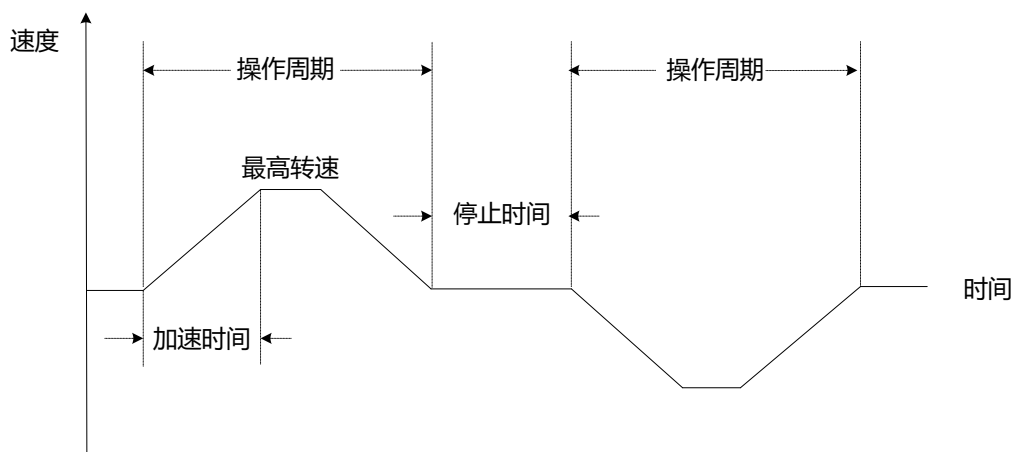 速度
操作周期
操作周期
最高转速
停止时间
时间
加速时间